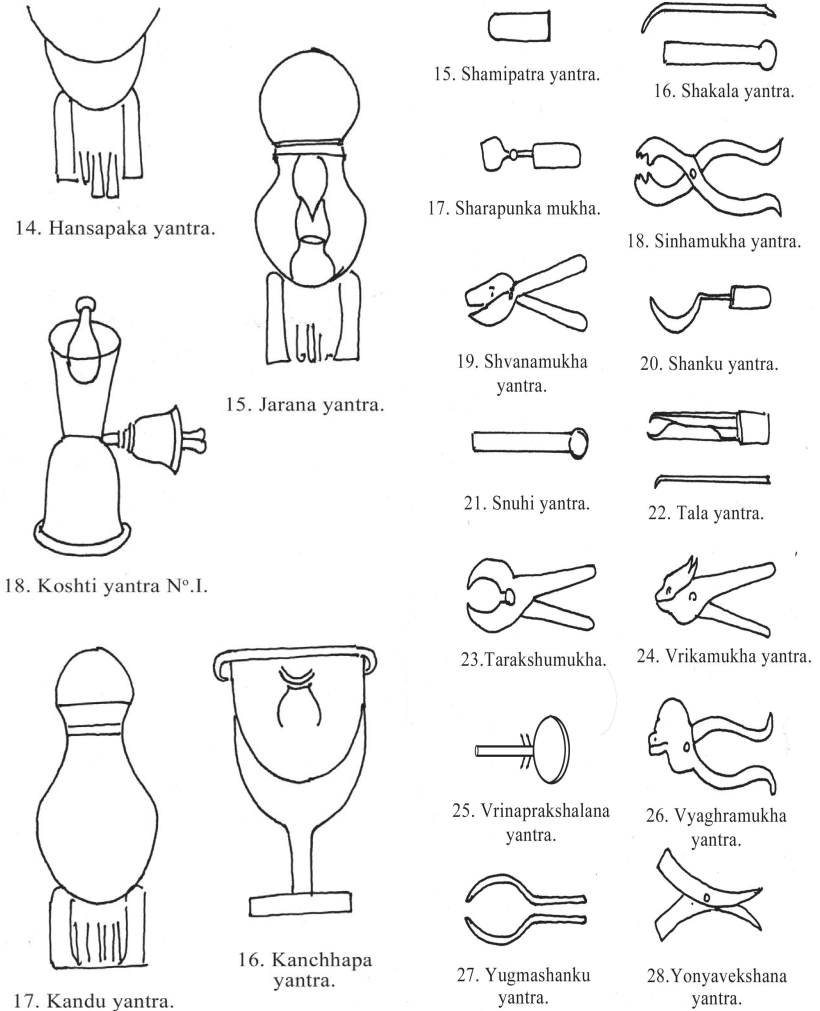 14. Hansapaka yantra.
15. Jarana yantra.
18. Koshti yantra Nº.I.
16. Kanchhapa
yantra.
17. Kandu yantra.
15. Shamipatra yantra.
16. Shakala yantra.
17. Sharapunka mukha.
18. Sinhamukha yantra.
19. Shvanamukha
yantra.
20. Shanku yantra.
21. Snuhi yantra.
22. Tala yantra.
23.Tarakshumukha.
24. Vrikamukha yantra.
25. Vrinaprakshalana
yantra.
26. Vyaghramukha
yantra.
27. Yugmashanku
yantra.
28.Yonyavekshana
yantra.